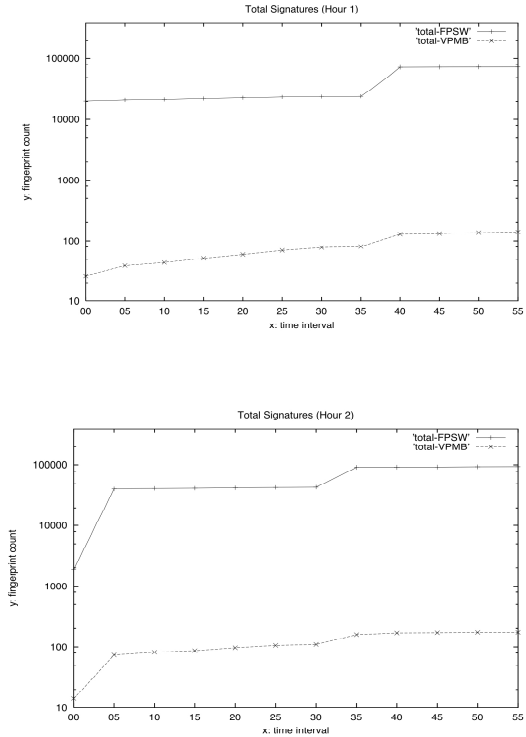 Total Signatures (Hour 1)
'total-FPSW'
'total-VPMB'
100000
10000
1000
100
10
y: fingerprint count
00 05 10 15 20 25 30 35 40 45 50 55
x: time interval
Total Signatures (Hour 2)
'total-FPSW'
'total-VPMB'
100000
10000
1000
100
10
y: fingerprint count
00 05 10 15 20 25 30 35 40 45 50 55
x: time interval